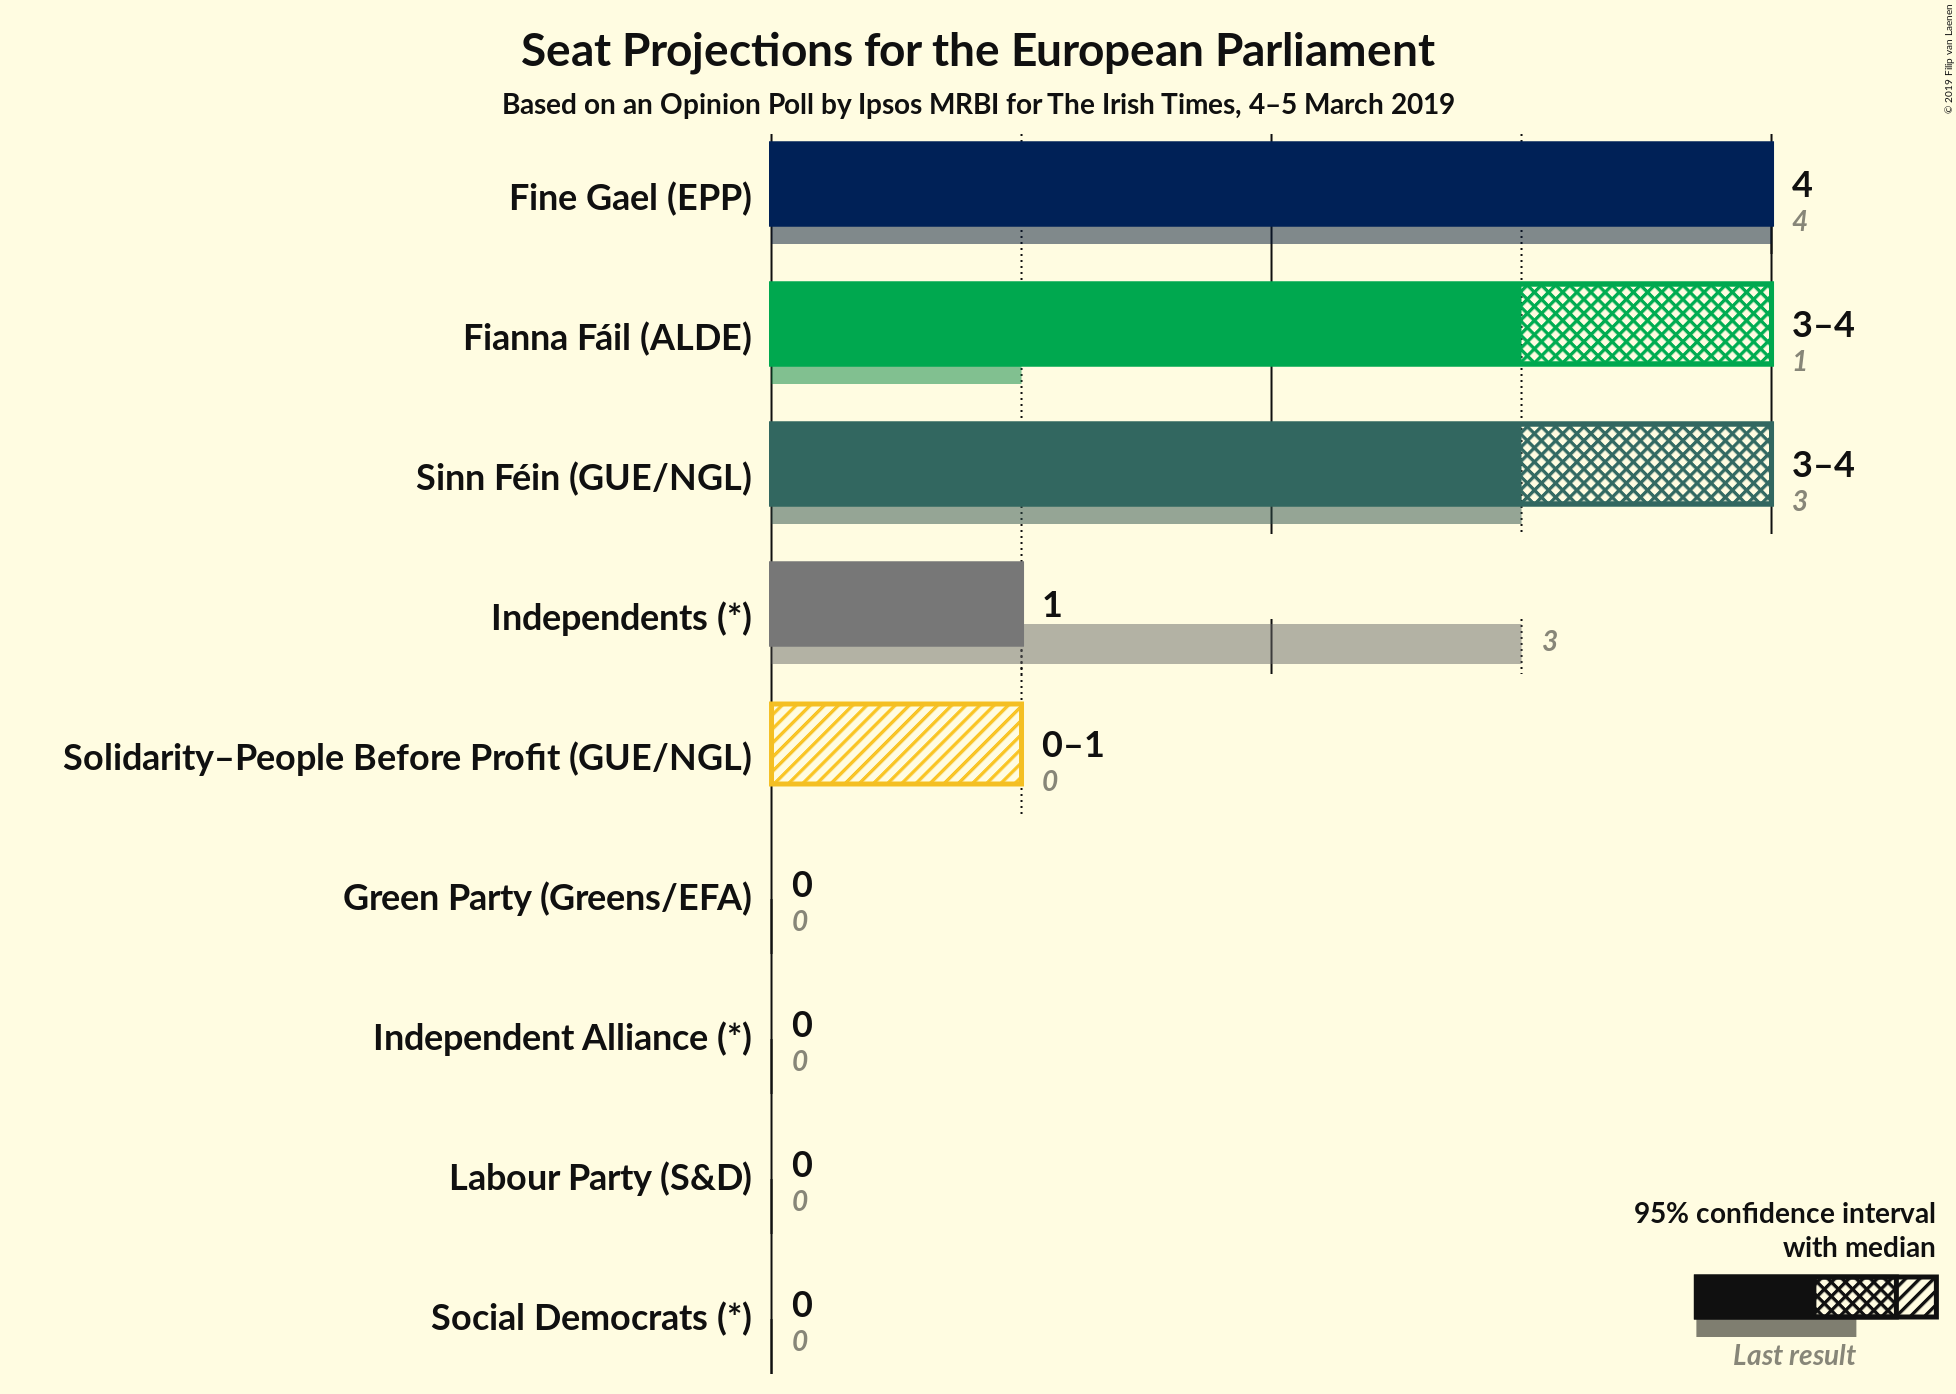 Seat Projections for the European Parliament
Based on an Opinion Poll by Ipsos MRBI for The Irish Times, 4–5 March 2019
© 2019 Filip van Laenen
Fine Gael (EPP)
4
4
Fianna Fáil (ALDE)
3–4
1
Sinn Féin (GUE/NGL)
3–4
3
Independents (*)
1
3
Solidarity–People Before Profit (GUE/NGL)
0–1
0
Green Party (Greens/EFA)
0
0
Independent Alliance (*)
0
0
Labour Party (S&D)
0
0
Social Democrats (*)
0
0
95% confidence interval
with median
Last result